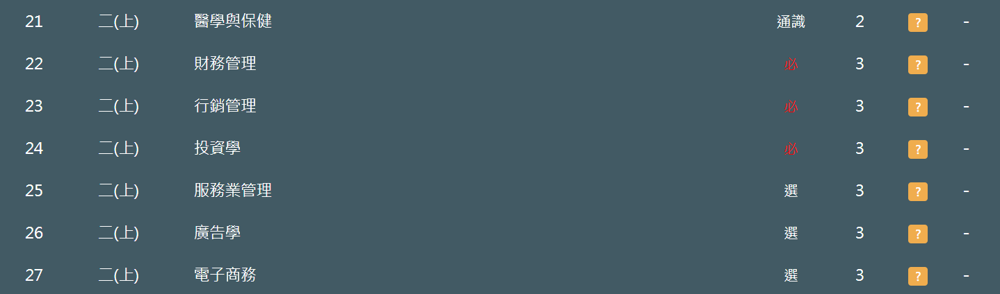 21 二(上) 醫學與保健 通識 2 ? -
22 二(上) 財務管理 必 3 ? -
23 二(上) 行銷管理 必 3 ? -
24 二(上) 投資學 必 3 ? -
25 二(上) 服務業管理 選 3 ? -
26 二(上) 廣告學 選 3 ? -
27 二(上) 電子商務 選 3 ? -